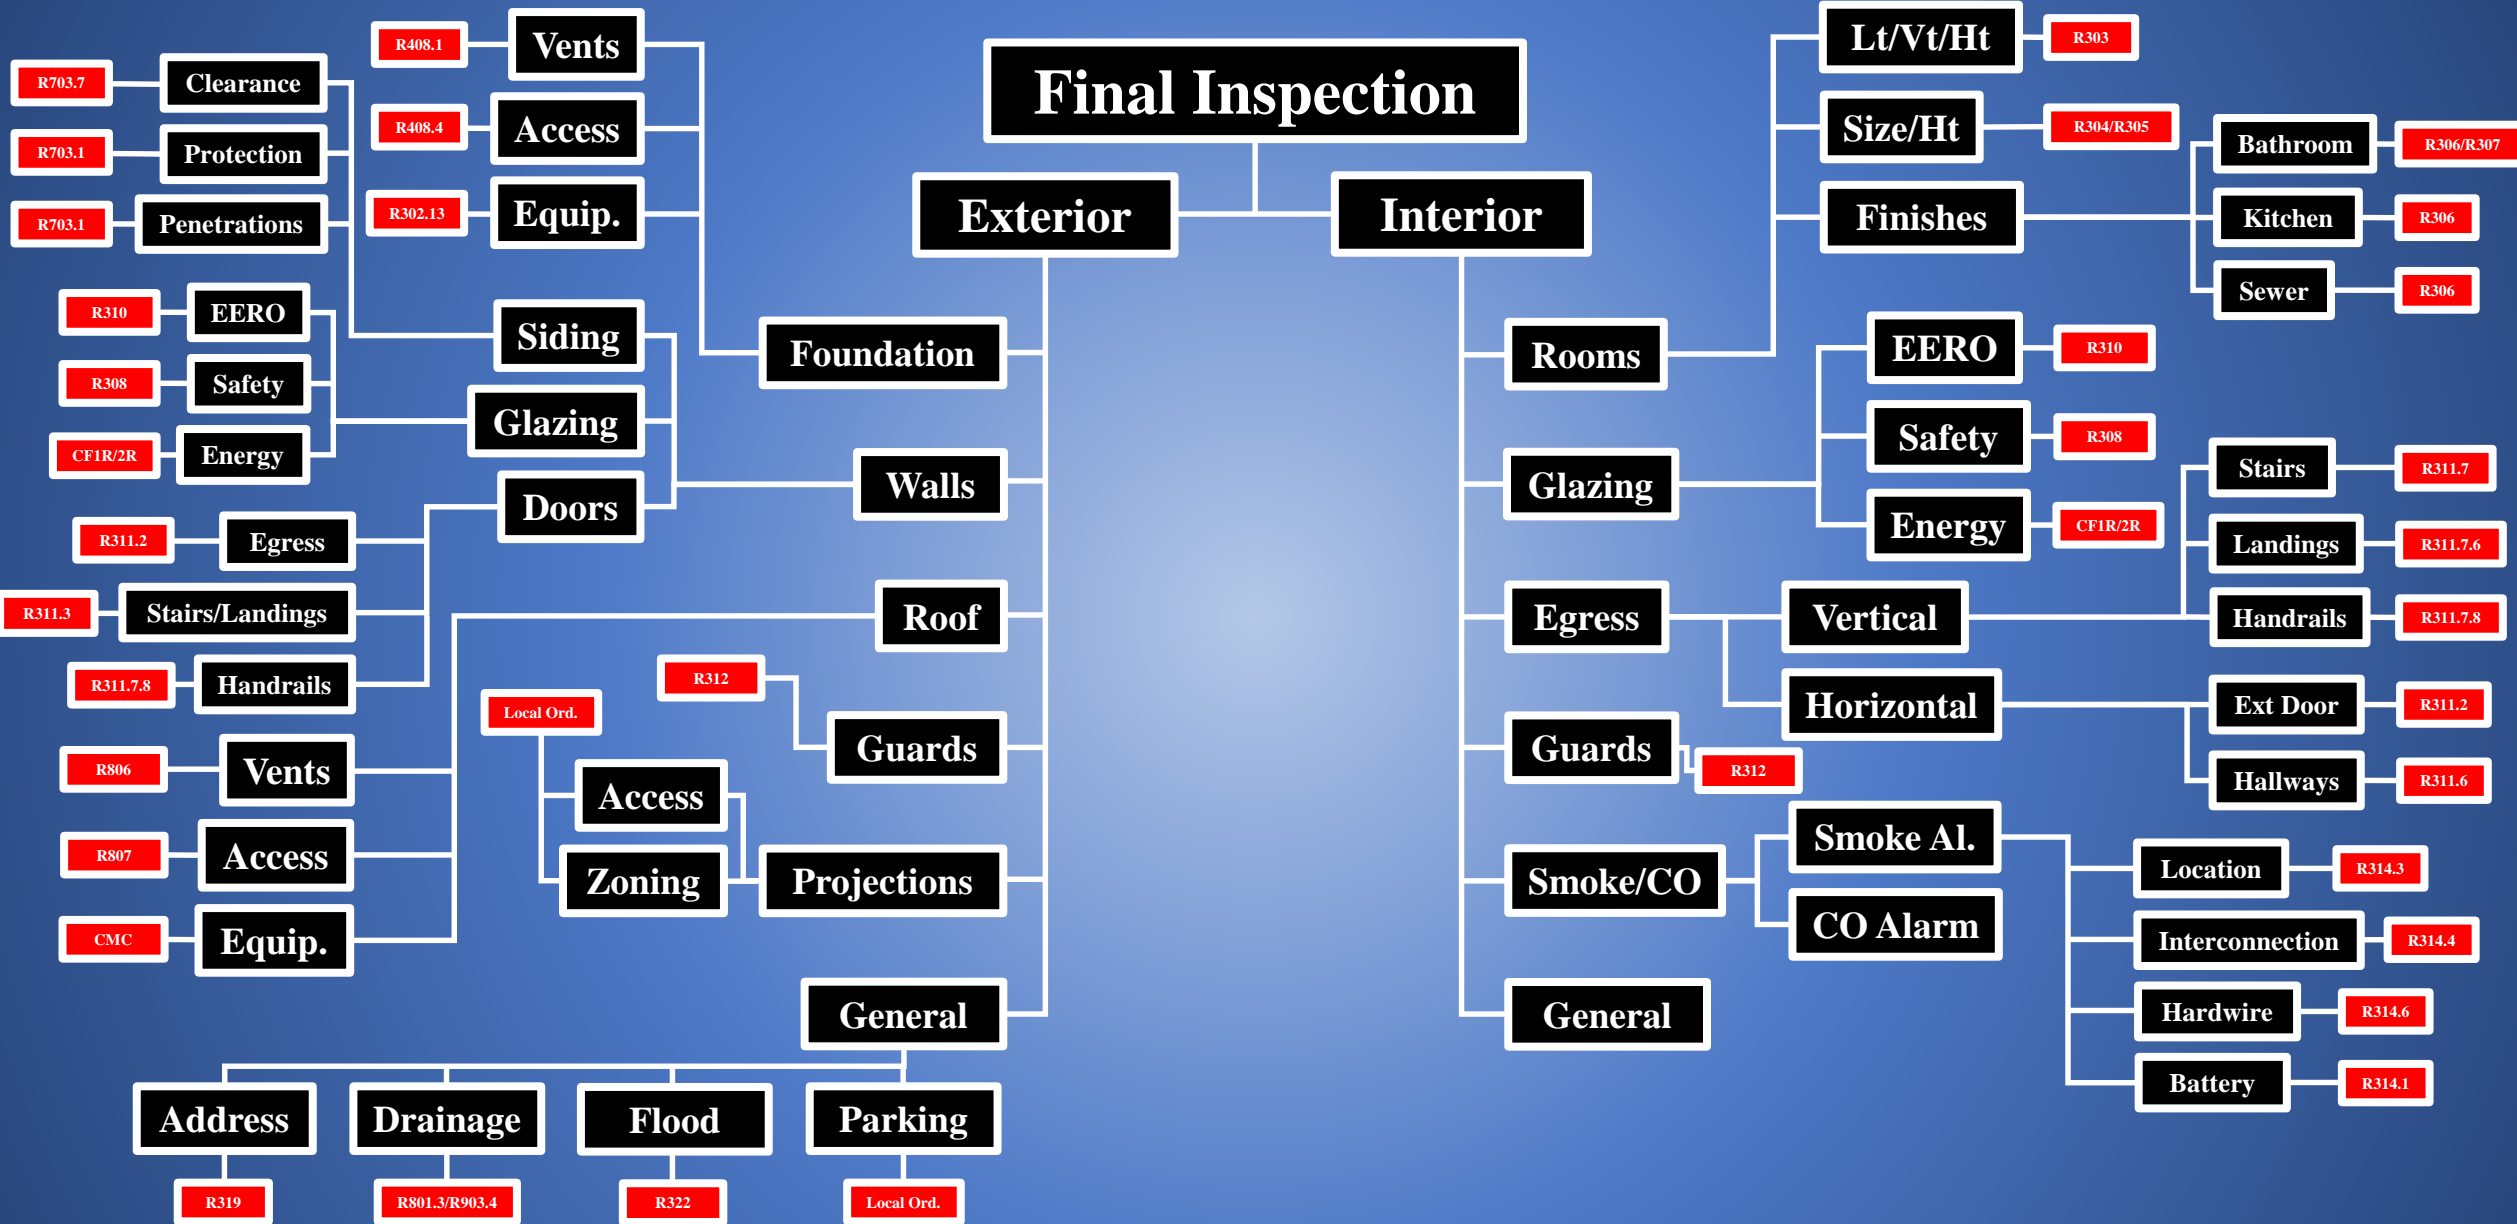 Final Inspection
Exterior
Interior
Foundation
Vents
R408.1
Access
R408.4
Equip.
R302.13
Walls
Siding
Clearance
R703.7
Protection
R703.1
Penetrations
R703.1
Glazing
EERO
R310
Safety
R308
Energy
CF1R/2R
Doors
Egress
R311.2
Stairs/Landings
R311.3
Handrails
R311.7.8
Roof
Vents
R806
Access
R807
Equip.
CMC
Guards
R312
Projections
Access
Zoning
Local Ord.
General
Address
R319
Drainage
R801.3/R903.4
Flood
R322
Parking
Local Ord.
Rooms
Lt/Vt/Ht
R303
Size/Ht
R304/R305
Finishes
Bathroom
R306/R307
Kitchen
R306
Sewer
R306
Glazing
EERO
R310
Safety
R308
Energy
CF1R/2R
Egress
Vertical
Stairs
R311.7
Landings
R311.7.6
Handrails
R311.7.8
Horizontal
Ext Door
R311.2
Hallways
R311.6
Guards
R312
Smoke/CO
Smoke Al.
Location
R314.3
Interconnection
R314.4
Hardwire
R314.6
Battery
R314.1
CO Alarm
General